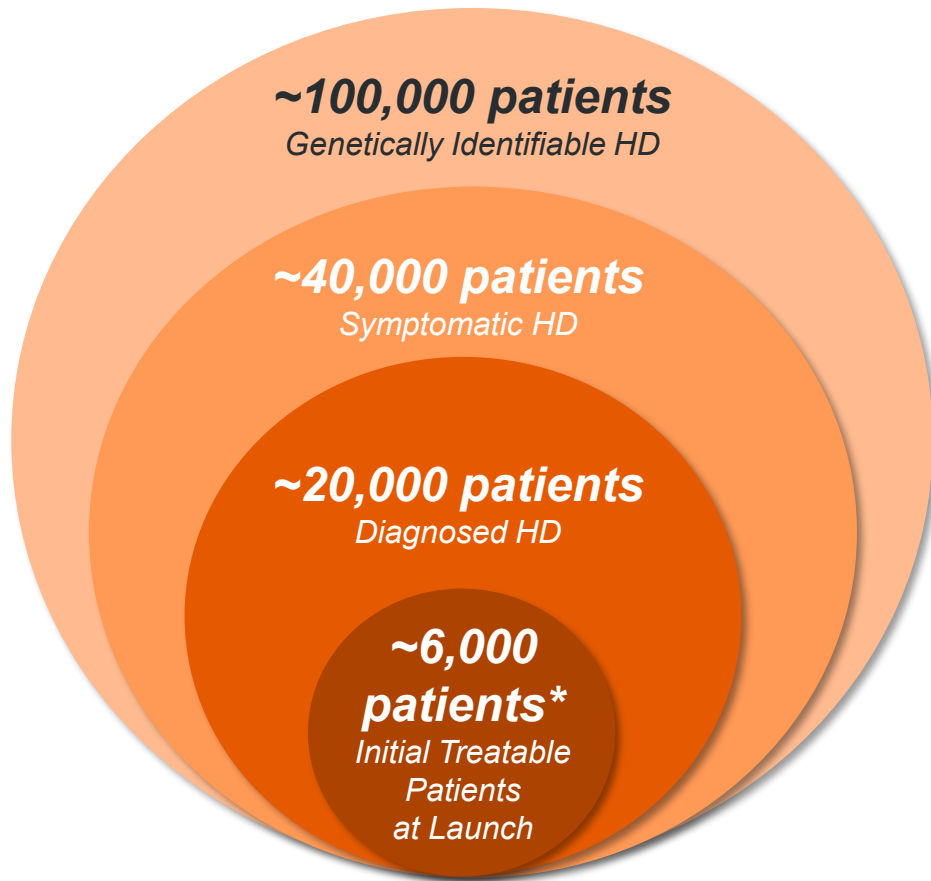 ~100,000 patients
Genetically Identifiable HD
~40,000 patients
Symptomatic HD
~20,000 patients
Diagnosed HD
~6,000
patients*
Initial Treatable
Patients
at Launch